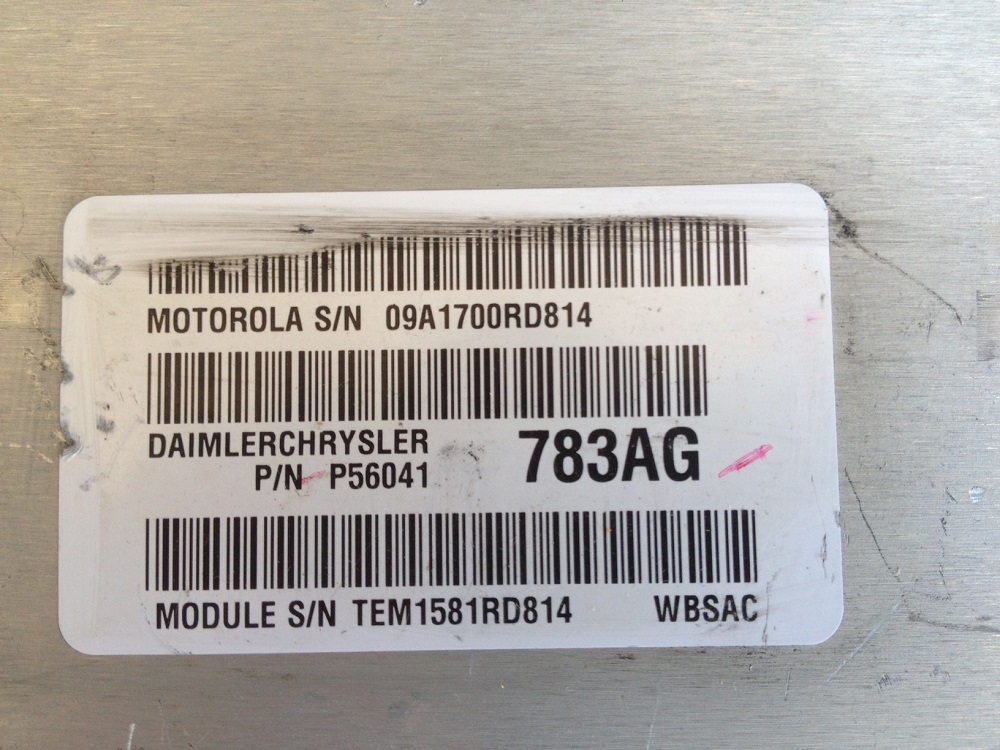 MOTOROLA S/N 09A1700RD814
DAIMLERCHRYSLER
P/N P56041 783AG
MODULE S/N TEM1581RD814 WBSAC